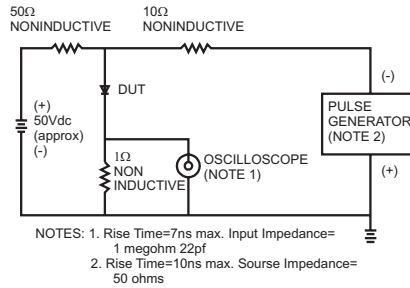 50Ω
NONINDUCTIVE
10Ω
NONINDUCTIVE
(+)
50Vdc
(approx)
(-)
DUT
1Ω
NON
INDUCTIVE
OSCILLOSCOPE
(NOTE 1)
(-)
PULSE
GENERATOR
(NOTE 2)
(+)
NOTES: 1. Rise Time=7ns max. Input Impedance=
1 megohm 22pf
2. Rise Time=10ns max. Sourse Impedance=
50 ohms